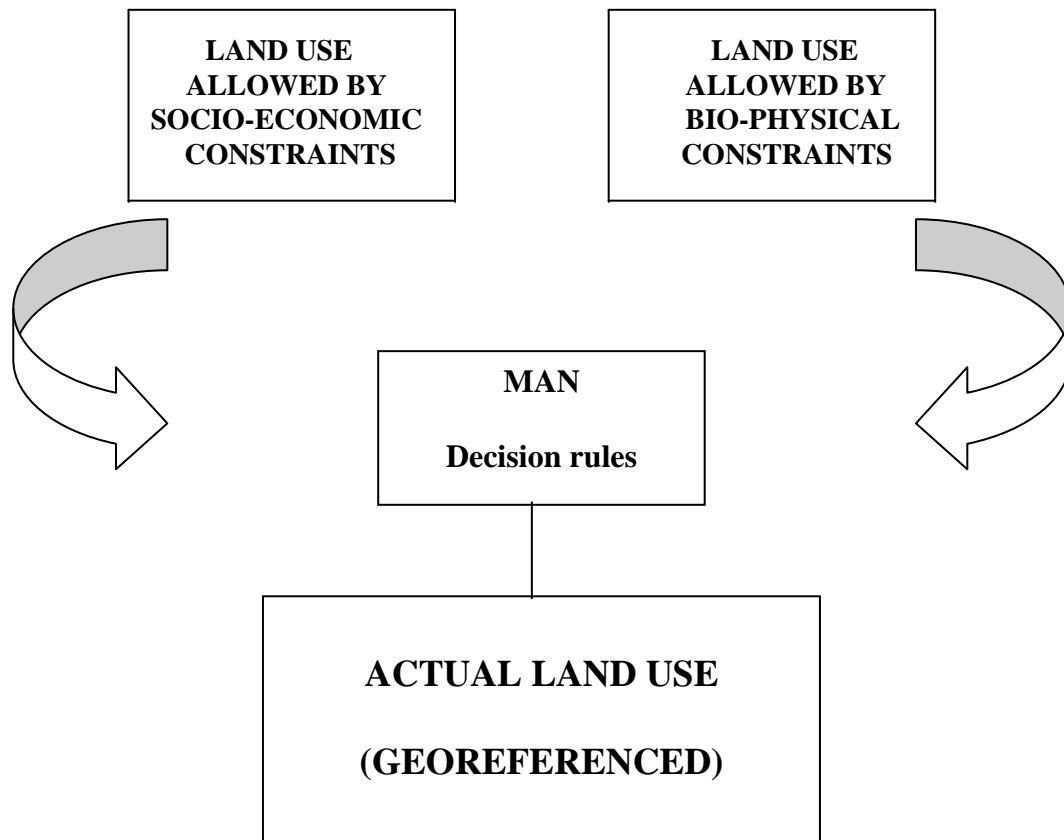 LAND USE
ALLOWED BY
SOCIO-ECONOMIC
CONSTRAINTS
LAND USE
ALLOWED BY
BIO-PHYSICAL
CONSTRAINTS
MAN
Decision rules
ACTUAL LAND USE
(GEOREFERENCED)